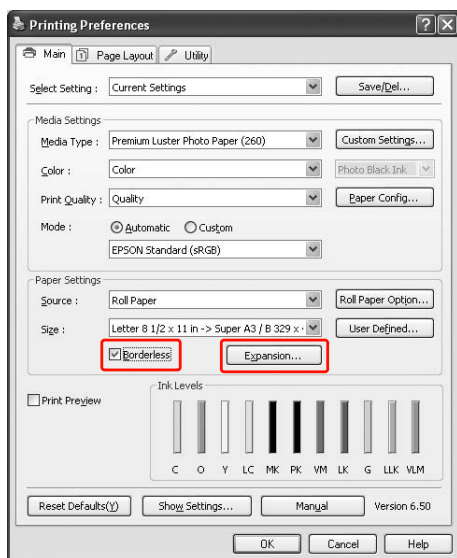 Printing Preferences
Main Page Layout Utility
Select Setting : Current Settings Save/Del...
Media Settings
Media Type : Premium Luster Photo Paper (260) Custom Settings...
Color : Color Photo Black Ink
Print Quality : Quality Paper Config...
Mode : Automatic Custom
EPSON Standard (sRGB)
Paper Settings
Source : Roll Paper Roll Paper Option...
Size : Letter 8 1/2 x 11 in -> Super A3 / B 329 x User Defined...
Borderless Expansion...
Print Preview
Ink Levels
C O Y LC MK PK VM LK G LLK VLM
Reset Defaults(Y) Show Settings... Manual Version 6.50
OK Cancel Help